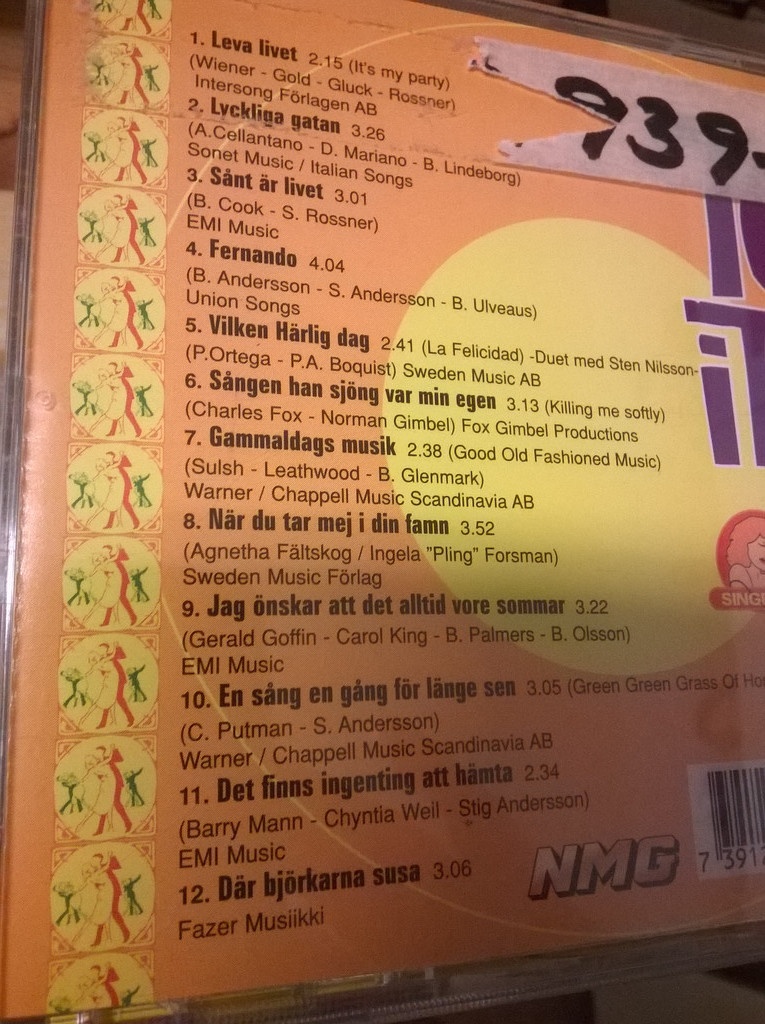 1. Leva livet 2.15 (It's my party)
(Wiener - Gold - Gluck - Rossner)
Intersong Förlagen AB
2. Lyckliga gatan 3.26
(A.Cellantano - D. Mariano - B. Lindeborg)
Sonet Music / Italian Songs
3. Sånt är livet 3.01
(B. Cook - S. Rossner)
EMI Music
4. Fernando 4.04
(B. Andersson - S. Andersson - B. Ulveaus)
Union Songs
5. Vilken Härlig dag 2.41 (La Felicidad) -Duet med Sten Nilsson-
(P.Ortega - P.A. Boquist) Sweden Music AB
6. Sången han sjöng var min egen 3.13 (Killing me softly)
(Charles Fox - Norman Gimbel) Fox Gimbel Productions
7. Gammaldags musik 2.38 (Good Old Fashioned Music)
(Sulsh - Leathwood - B. Glenmark)
Warner / Chappell Music Scandinavia AB
8. När du tar mej i din famn 3.52
(Agnetha Fältskog / Ingela "Pling" Forsman)
Sweden Music Förlag
9. Jag önskar att det alltid vore sommar 3.22
(Gerald Goffin - Carol King - B. Palmers - B. Olsson)
EMI Music
10. En sång en gång för länge sen 3.05 (Green Green Grass Of Ho
(C. Putman - S. Andersson)
Warner / Chappell Music Scandinavia AB
11. Det finns ingenting att hämta 2.34
(Barry Mann - Chyntia Weil - Stig Andersson)
EMI Music
12. Där björkarna susa 3.06
Fazer Musiikki
939-
SING
NMG
7 3912